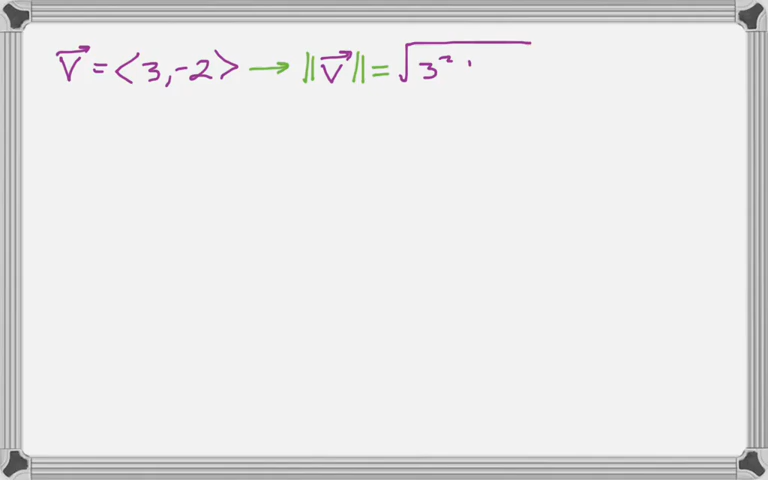 v⃗ = <3, -2> → ||v⃗|| = √3²